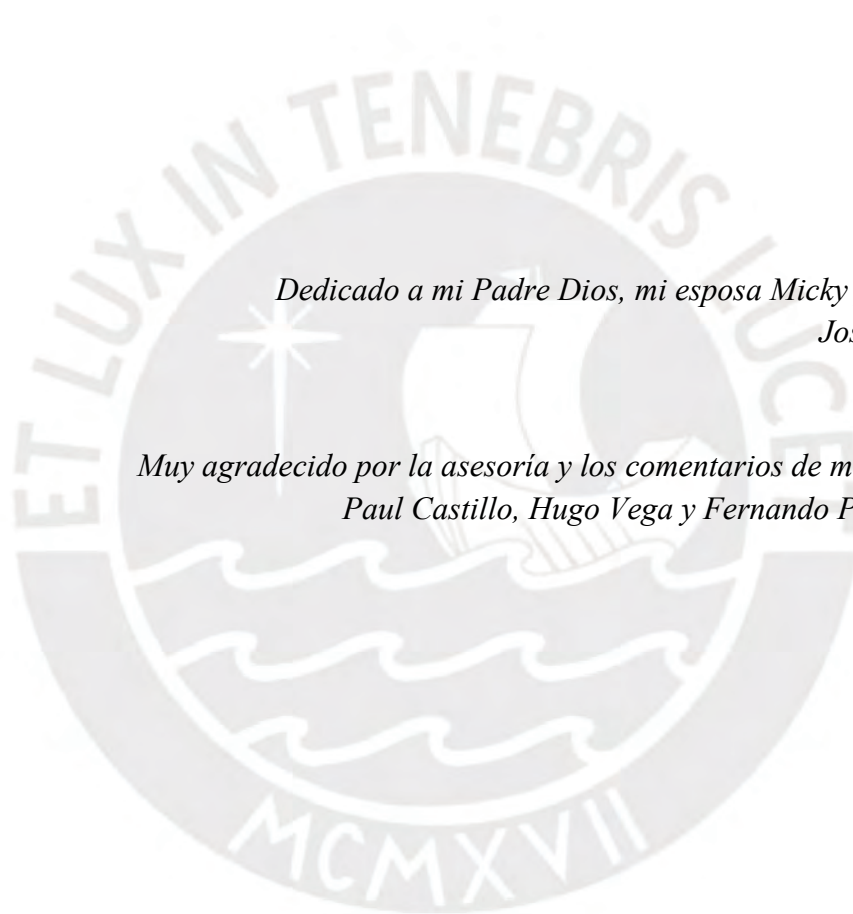 ET LUX IN TENEBRIS LUCET
Dedicado a mi Padre Dios, mi esposa Micky
Muy agradecido por la asesoría y los comentarios de
Paul Castillo, Hugo Vega y Fernando
MCMXVII